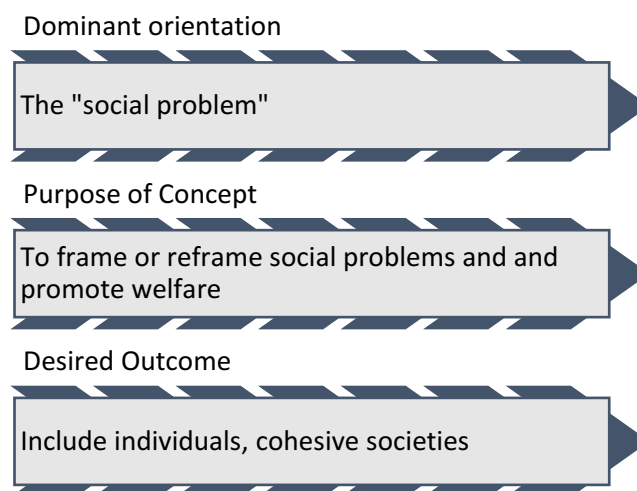 Dominant orientation
The "social problem"
Purpose of Concept
To frame or reframe social problems and and
promote welfare
Desired Outcome
Include individuals, cohesive societies